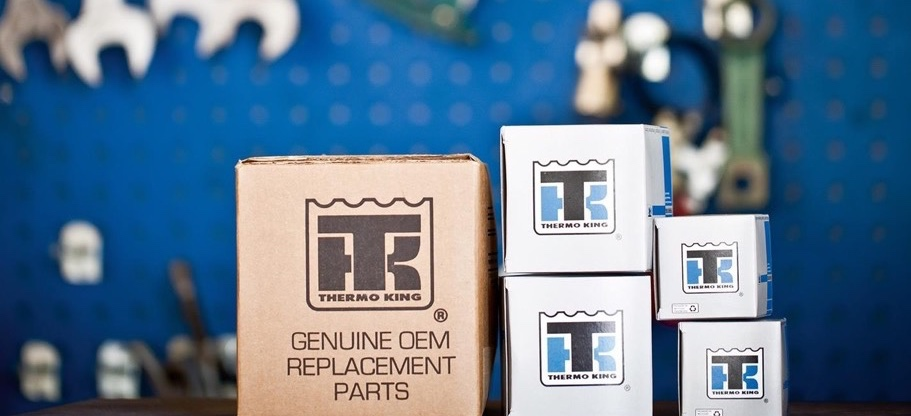 TK
THERMO KING
®
GENUINE OEM
REPLACEMENT
PARTS
TK
THERMO KING
®
TK
THERMO KING
®
TK
THERMO KING
®
TK
THERMO KING
®